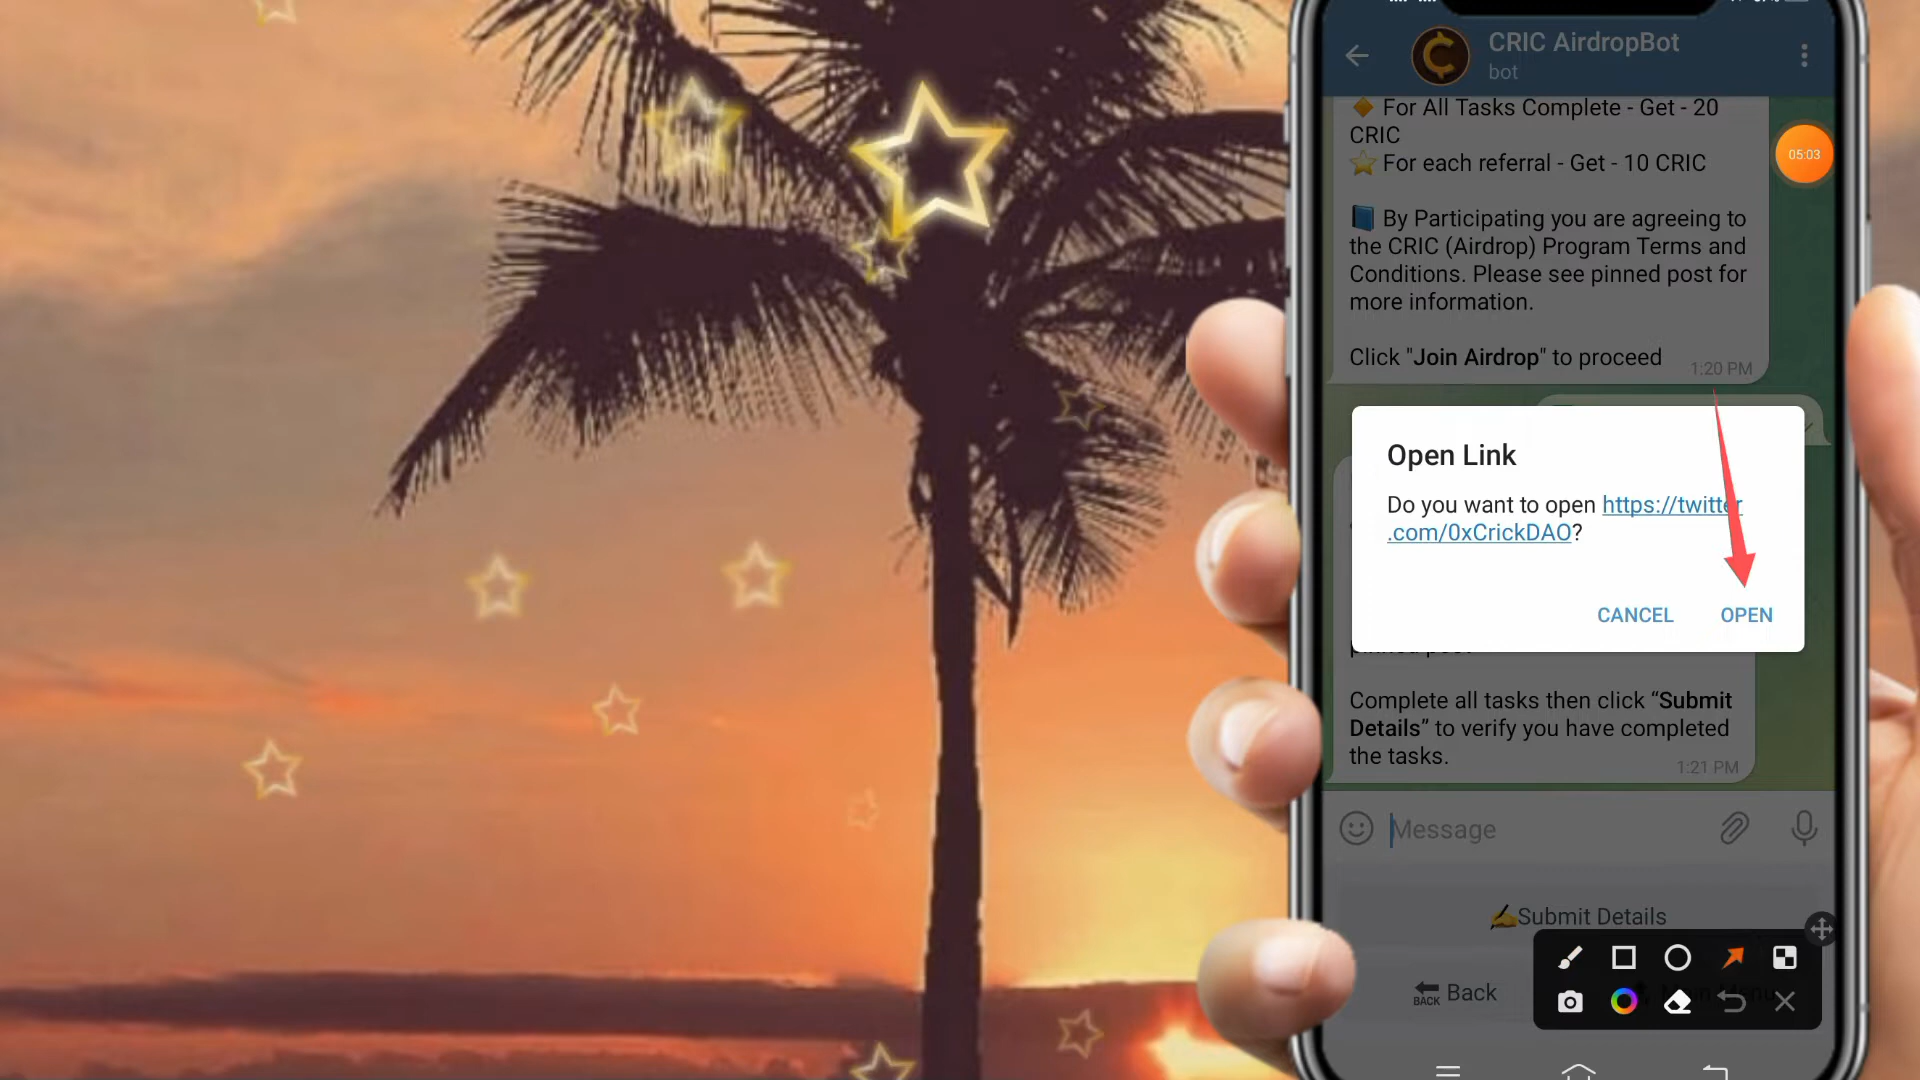 CRIC AirdropBot
bot
For All Tasks Complete - Get - 20
CRIC
For each referral - Get - 10 CRIC
05:03
By Participating you are agreeing to
the CRIC (Airdrop) Program Terms and
Conditions. Please see pinned post for
more information.
Click "Join Airdrop" to proceed
1:20 PM
Open Link
Do you want to open https://twitter
.com/0xCrickDAO?
CANCEL
OPEN
Complete all tasks then click “Submit
Details” to verify you have completed
the tasks.
1:21 PM
Message
✍Submit Details
BACK Back